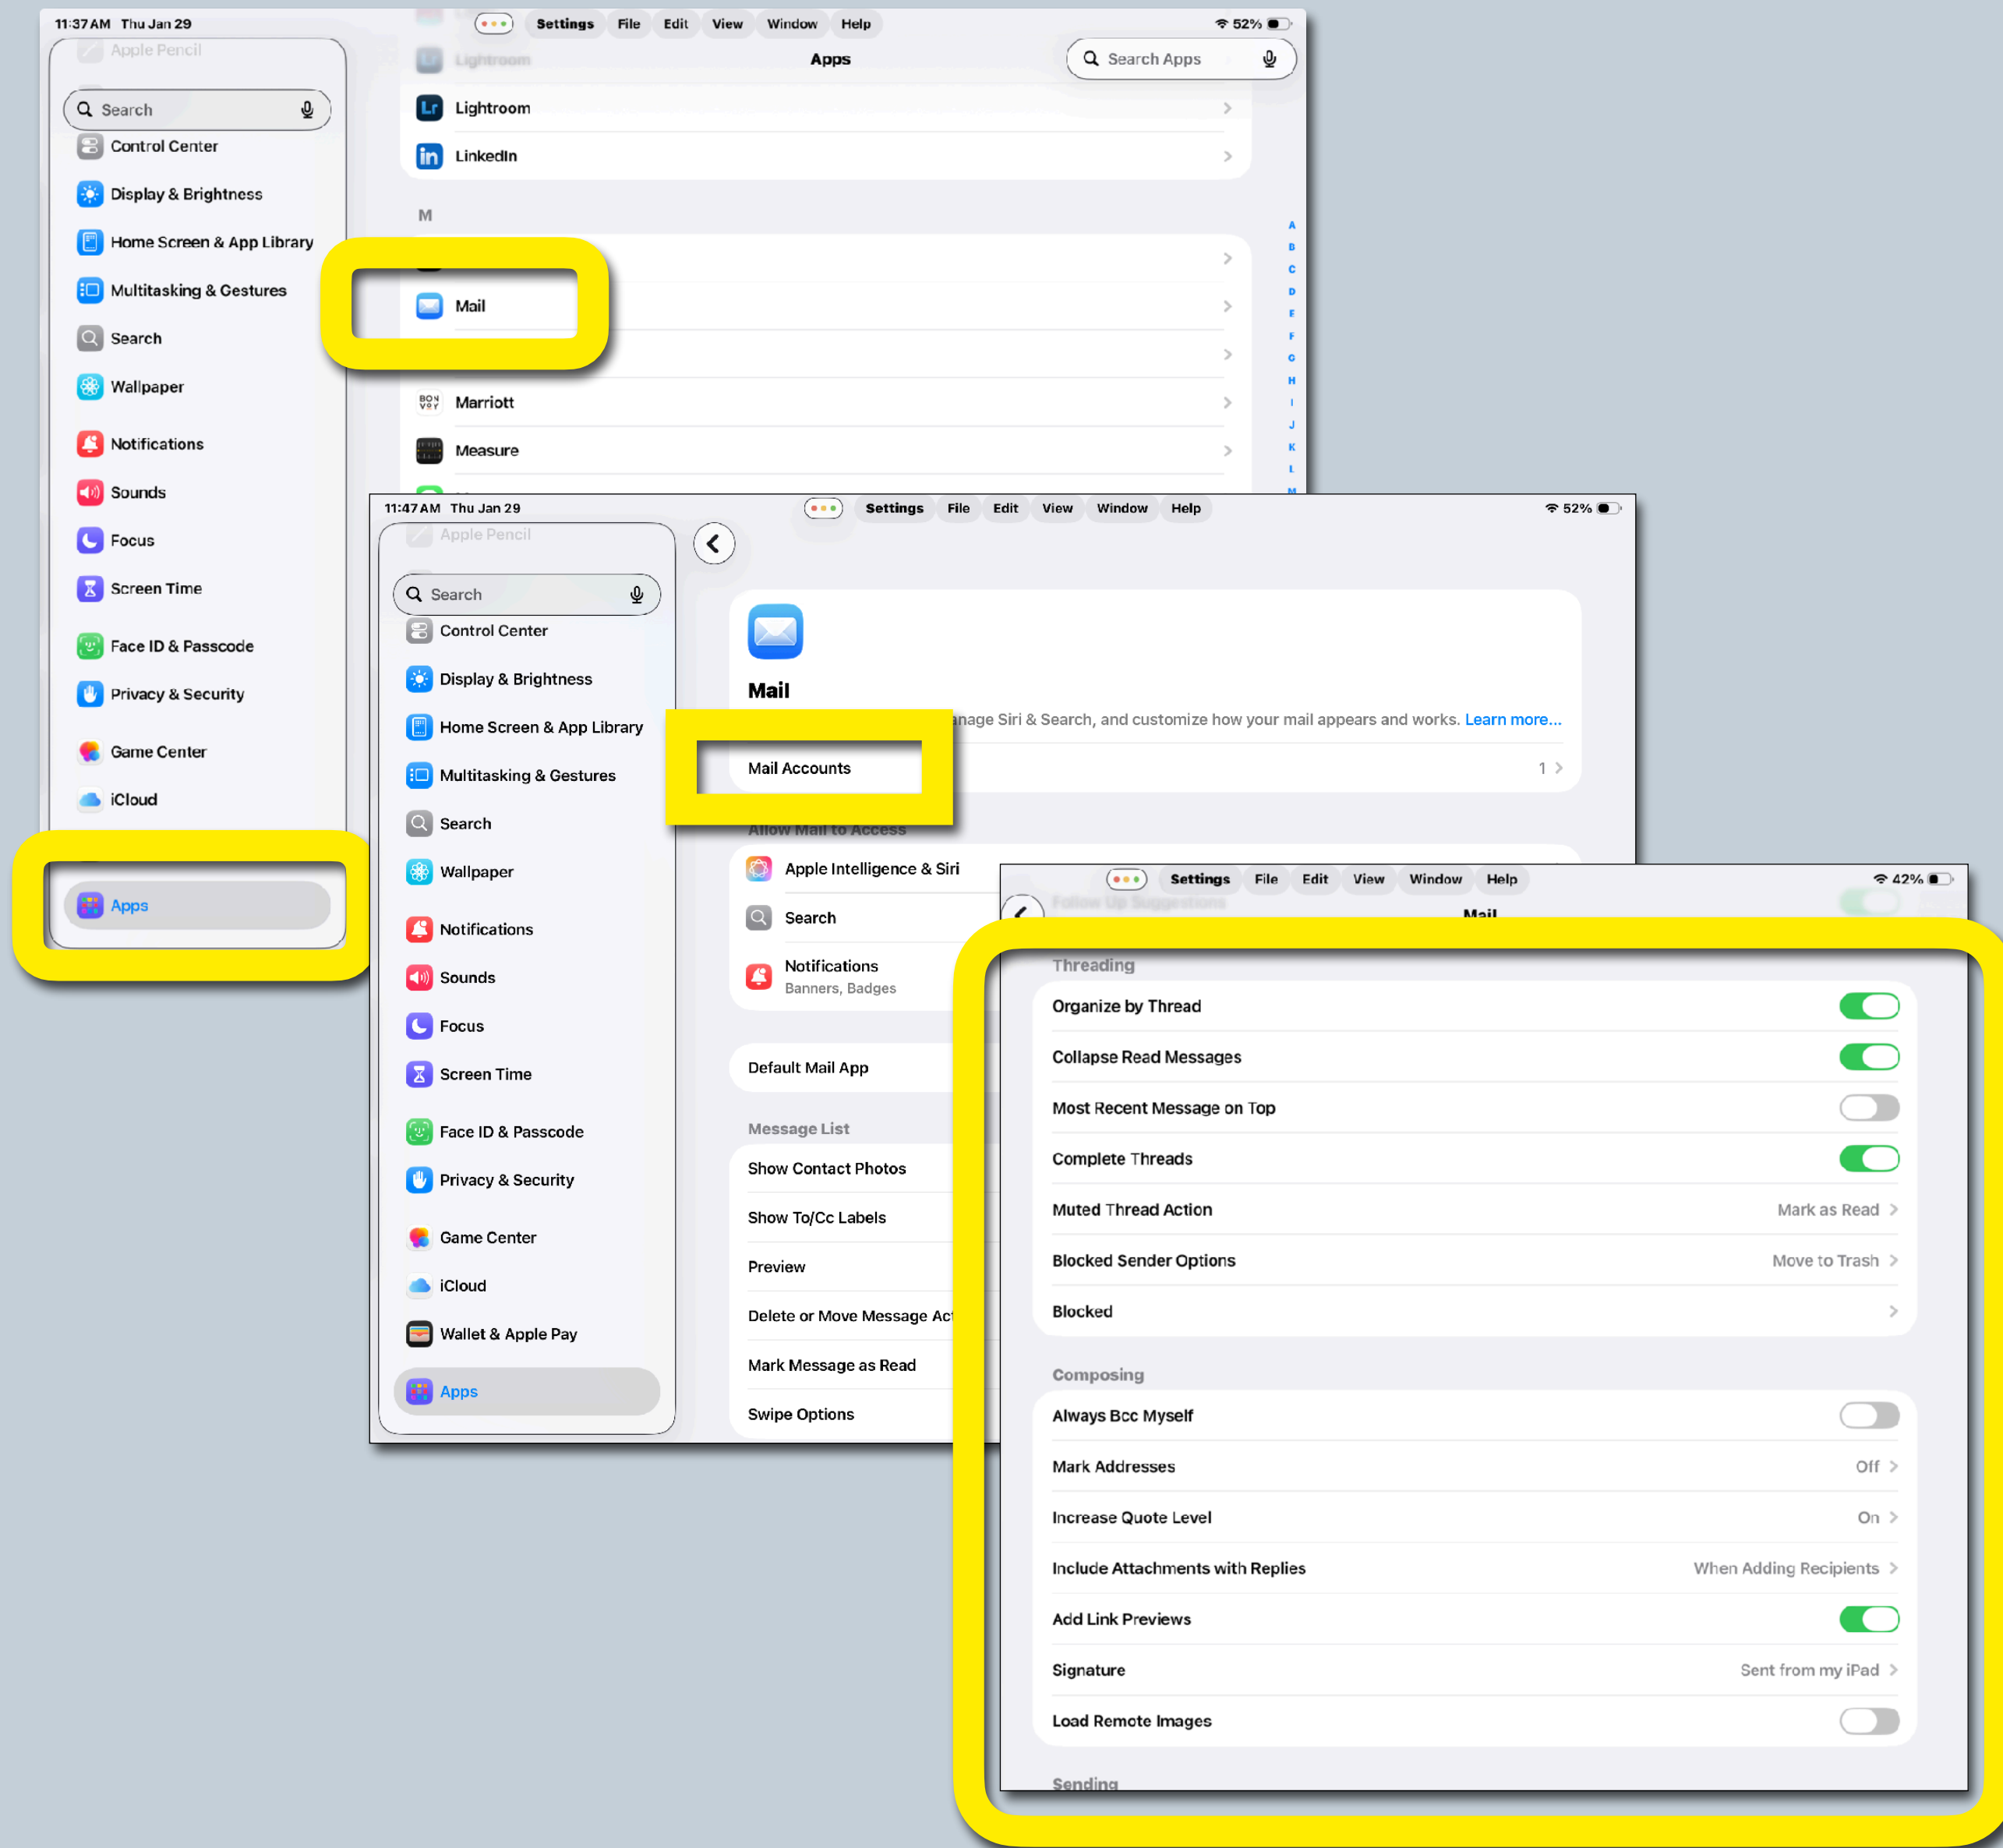 11:37 AM Thu Jan 29
Settings File Edit View Window Help
52%
Apple Pencil
Search
Control Center
Display & Brightness
Home Screen & App Library
Multitasking & Gestures
Search
Wallpaper
Notifications
Sounds
Focus
Screen Time
Face ID & Passcode
Privacy & Security
Game Center
iCloud
Apps
Lightroom
Apps
Search Apps
Lr Lightroom
in LinkedIn
M
Mail
BON VOY Marriott
Measure
A
B
C
D
E
F
G
H
I
J
K
L
M
11:47 AM Thu Jan 29
Settings File Edit View Window Help
52%
Apple Pencil
Search
Control Center
Display & Brightness
Home Screen & App Library
Multitasking & Gestures
Search
Wallpaper
Notifications
Sounds
Focus
Screen Time
Face ID & Passcode
Privacy & Security
Game Center
iCloud
Wallet & Apple Pay
Apps
Mail
Siri & Search, and customize how your mail appears and works. Learn more...
Mail Accounts 1
Allow Mail to Access
Apple Intelligence & Siri
Search
Notifications
Banners, Badges
Default Mail App
Message List
Show Contact Photos
Show To/Cc Labels
Preview
Delete or Move Message
Mark Message as Read
Swipe Options
Settings File Edit View Window Help
42%
Follow Up Suggestions
Mail
Threading
Organize by Thread
Collapse Read Messages
Most Recent Message on Top
Complete Threads
Muted Thread Action Mark as Read
Blocked Sender Options Move to Trash
Blocked
Composing
Always Bcc Myself
Mark Addresses Off
Increase Quote Level On
Include Attachments with Replies When Adding Recipients
Add Link Previews
Signature Sent from my iPad
Load Remote Images
Sending